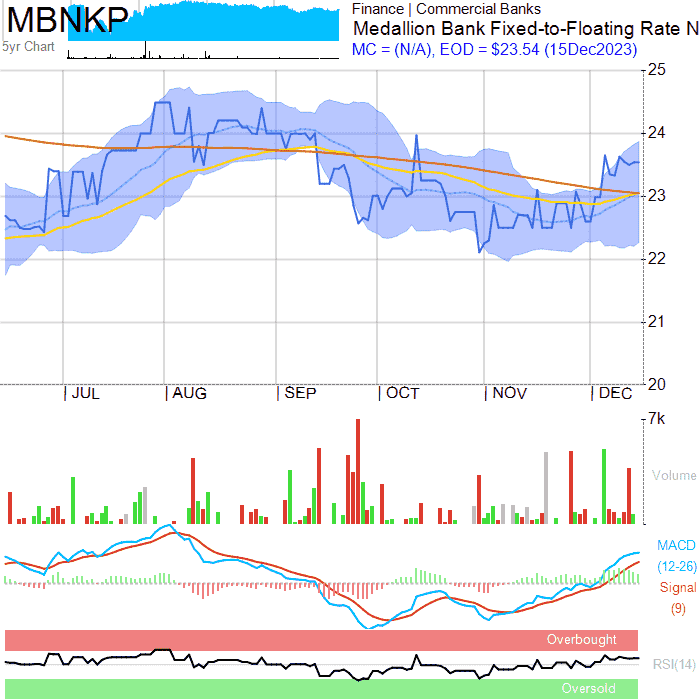 MBNKP
5yr Chart
Finance | Commercial Banks
Medallion Bank Fixed-to-Floating Rate N
MC = (N/A), EOD = $23.54 (15Dec2023)
25
24
23
22
21
20
JUL AUG SEP OCT NOV DEC
7k
Volume
MACD
(12-26)
Signal
(9)
Overbought
RSI(14)
Oversold